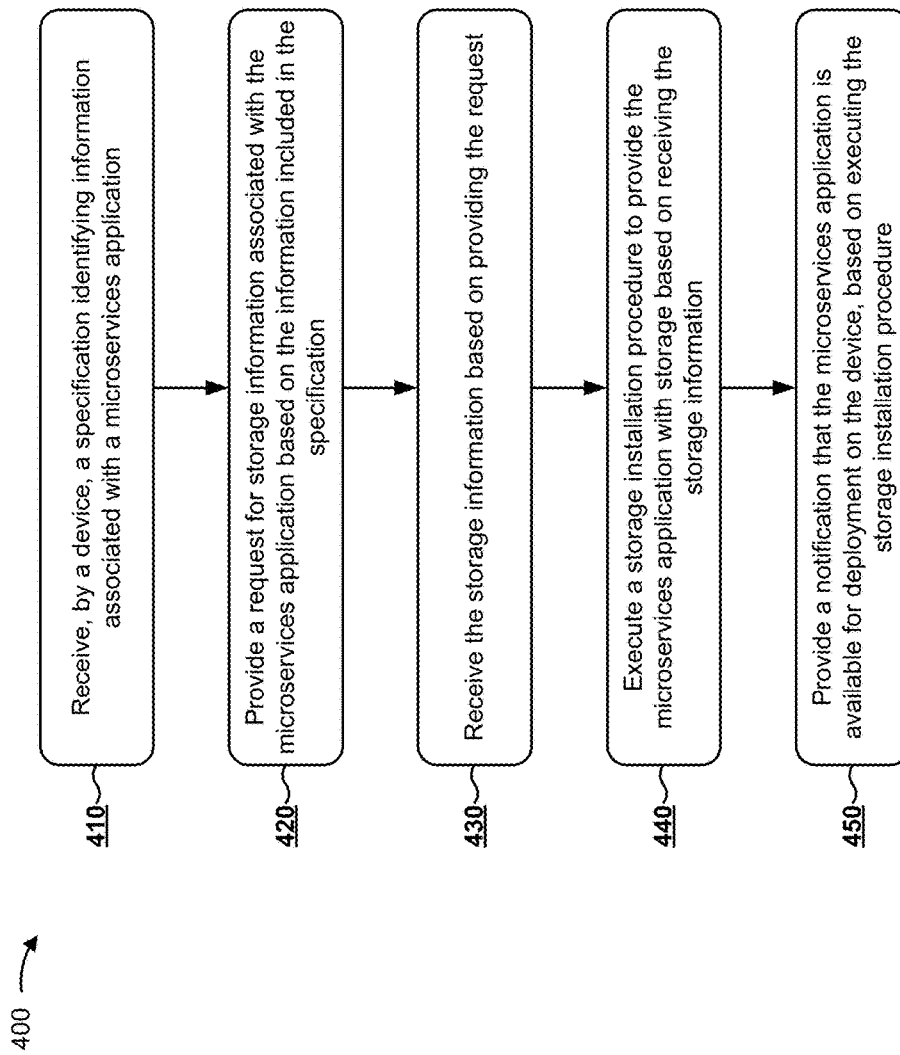 400
410
Receive, by a device, a specification identifying information
associated with a microservices application
420
Provide a request for storage information associated with the
microservices application based on the information included in the
specification
430
Receive the storage information based on providing the request
440
Execute a storage installation procedure to provide the
microservices application with storage based on receiving the
storage information
450
Provide a notification that the microservices application is
available for deployment on the device, based on executing the
storage installation procedure